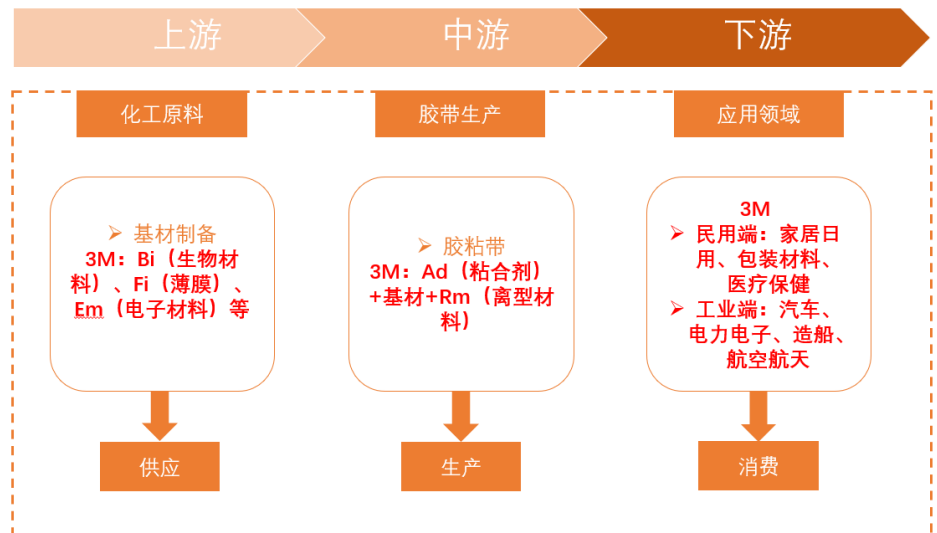 上游
中游
下游
化工原料
胶带生产
应用领域
➢ 基材制备
3M：Bi（生物材
料）、Fi（薄膜）、
Em（电子材料）等
➢ 胶粘带
3M：Ad（粘合剂）
+基材+Rm（离型材
料）
3M
➢ 民用端：家居日
用、包装材料、
医疗保健
➢ 工业端：汽车、
电力电子、造船、
航空航天
供应
生产
消费